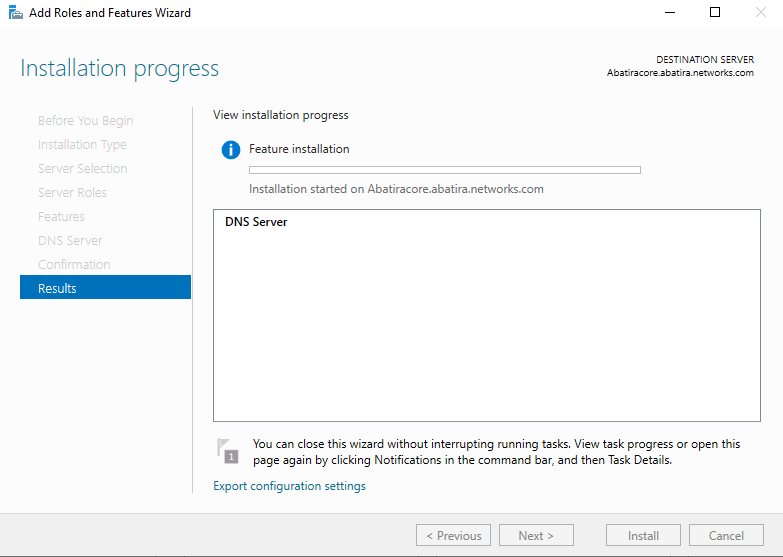 Add Roles and Features Wizard
Installation progress
DESTINATION SERVER
Abatiracore.abatira.networks.com
Before You Begin
Installation Type
Server Selection
Server Roles
Features
DNS Server
Confirmation
Results
View installation progress
Feature installation
Installation started on Abatiracore.abatira.networks.com
DNS Server
1
You can close this wizard without interrupting running tasks. View task progress or open this
page again by clicking Notifications in the command bar, and then Task Details.
Export configuration settings
< Previous
Next >
Install
Cancel